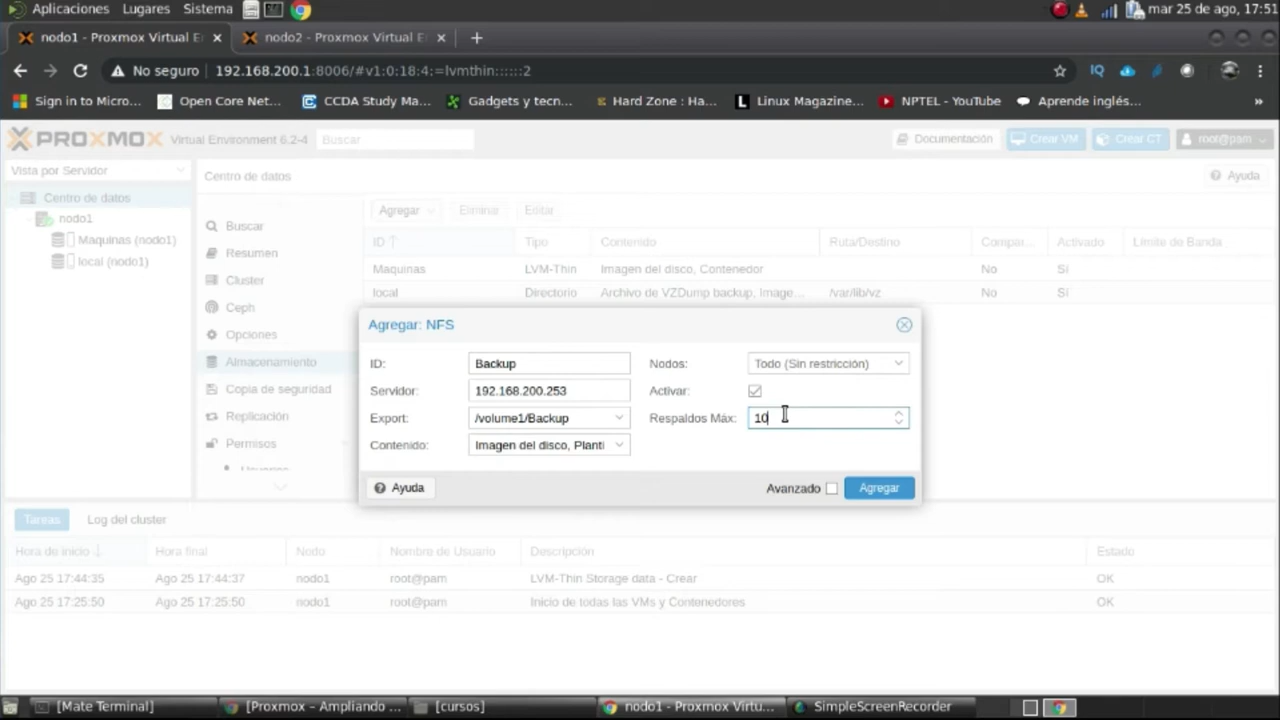 Aplicaciones Lugares Sistema mar 25 de ago, 17:51
nodo1 - Proxmox Virtual E nodo2 - Proxmox Virtual E
No seguro 192.168.200.1:8006/#v1:0:18:4:=lvmthin::::::2
Sign in to Micro... Open Core Net... CCDA Study Ma... Gadgets y tecn... Hard Zone : Ha... Linux Magazine... NPTEL - YouTube Aprende inglés... »
PROXMOX Virtual Environment 6.2-4 Buscar Documentación Crear VM Crear CT root@pam
Vista por Servidor Centro de datos Ayuda
Centro de datos
nodo1
Maquinas (nodo1)
local (nodo1)
Buscar
Resumen
Cluster
Ceph
Opciones
Almacenamiento
Copia de seguridad
Replicación
Permisos
Agregar Eliminar Editar
ID Tipo Contenido Ruta/Destino Compar... Activado Límite de Banda
Maquinas LVM-Thin Imagen del disco, Contenedor No Sí
local Directorio Archivo de VZDump backup, Image... /var/lib/vz No Sí
Agregar: NFS
ID: Backup Nodos: Todo (Sin restricción)
Servidor: 192.168.200.253 Activar:
Export: /volume1/Backup Respaldos Máx: 10
Contenido: Imagen del disco, Planti
Ayuda Avanzado Agregar
Tareas Log del cluster
Hora de inicio Hora final Nodo Nombre de Usuario Descripción Estado
Ago 25 17:44:35 Ago 25 17:44:37 nodo1 root@pam LVM-Thin Storage data - Crear OK
Ago 25 17:25:50 Ago 25 17:25:50 nodo1 root@pam Inicio de todas las VMs y Contenedores OK
[Mate Terminal] [Proxmox – Ampliando ... [cursos] nodo1 - Proxmox Virtu... SimpleScreenRecorder